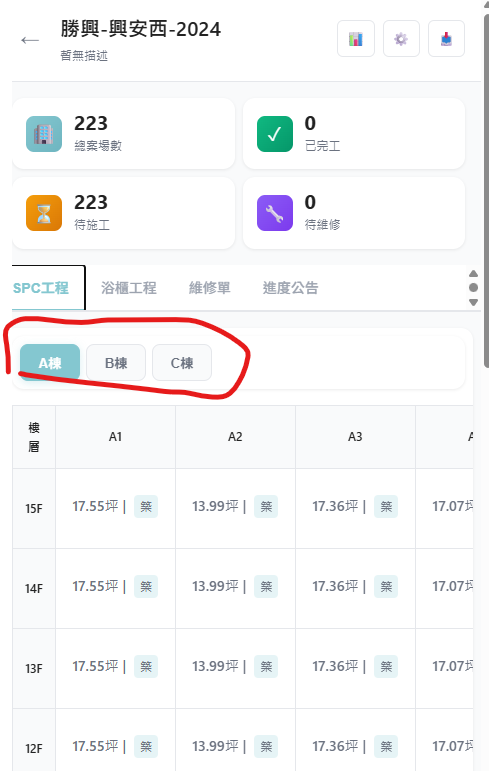 ←
勝興-興安西-2024
暫無描述
223
總案場數
0
已完工
223
待施工
0
待維修
SPC工程 浴櫃工程 維修單 進度公告
A棟 B棟 C棟
樓層 A1 A2 A3
15F 17.55坪 | 築 13.99坪 | 築 17.36坪 | 築 17.07坪
14F 17.55坪 | 築 13.99坪 | 築 17.36坪 | 築 17.07坪
13F 17.55坪 | 築 13.99坪 | 築 17.36坪 | 築 17.07坪
12F 17.55坪 | 築 13.99坪 | 築 17.36坪 | 築 17.07坪